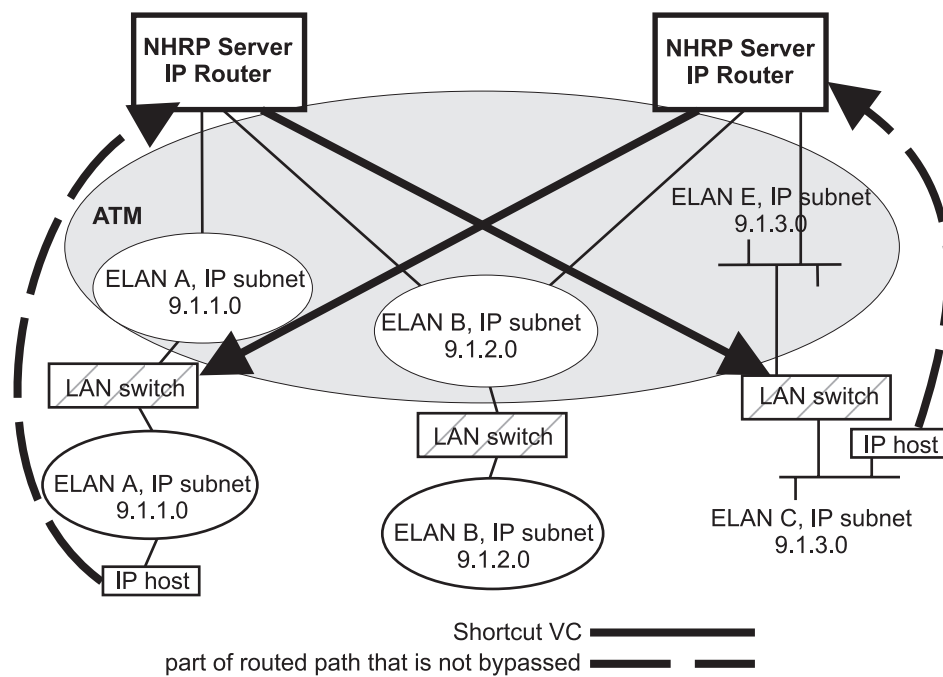 NHRP Server
IP Router
NHRP Server
IP Router
ATM
ELAN E, IP subnet
9.1.3.0
ELAN A, IP subnet
9.1.1.0
ELAN B, IP subnet
9.1.2.0
LAN switch
LAN switch
LAN switch
IP host
ELAN A, IP subnet
9.1.1.0
ELAN B, IP subnet
9.1.2.0
ELAN C, IP subnet
9.1.3.0
IP host
Shortcut VC
part of routed path that is not bypassed